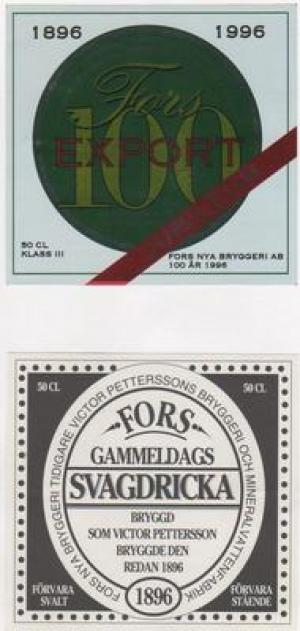 1896 1996
Fors
100
EXPORT
50 CL
KLASS III
FORS NYA BRYGGERI AB
100 ÅR 1996
50 CL
50 CL
FORS NYA BRYGGERI TIDIGARE VICTOR PETTERSSONS BRYGGERI OCH MINERALVATTENFABRIK
FORS
GAMMELDAGS
SVAGDRICKA
BRYGGD
SOM VICTOR PETTERSSON
BRYGGDE DEN
REDAN 1896
FÖRVARA
SVALT
1896
FÖRVARA
STÅENDE